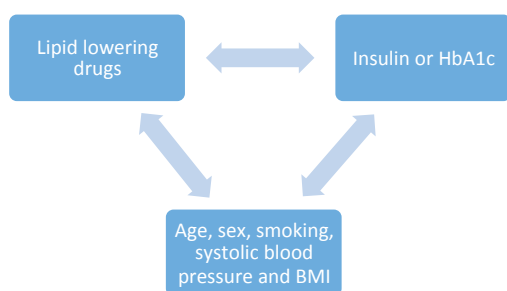 Lipid lowering
drugs
Insulin or HbA1c
Age, sex, smoking,
systolic blood
pressure and BMI